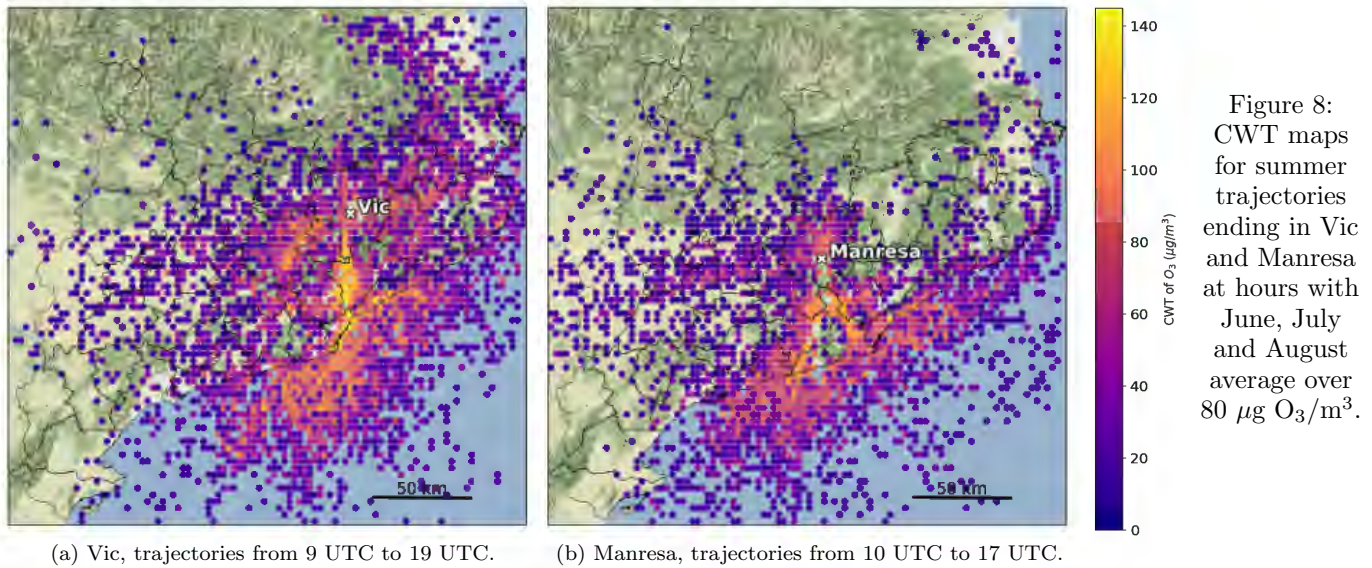 Vic
50 km
(a) Vic, trajectories from 9 UTC to 19 UTC.
Manresa
50 km
(b) Manresa, trajectories from 10 UTC to 17 UTC.
140
120
100
80
60
40
20
0
CWT of O₃ (μg/m³)
Figure 8:
CWT maps
for summer
trajectories
ending in Vic
and Manresa
at hours with
June, July
and August
average over
80 μg O₃/m³.